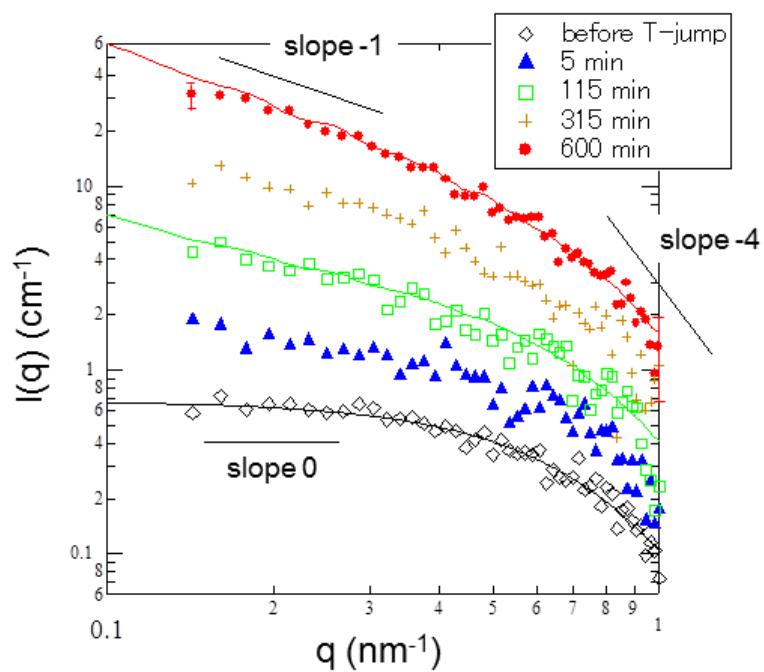 slope -1
before T-jump
5 min
115 min
315 min
600 min
slope -4
slope 0
I(q) (cm⁻¹)
6
4
2
10
8
6
4
2
1
8
6
4
2
0.1
8
6
0.1
2
3
4
5
6
7
8
9
1
q (nm⁻¹)